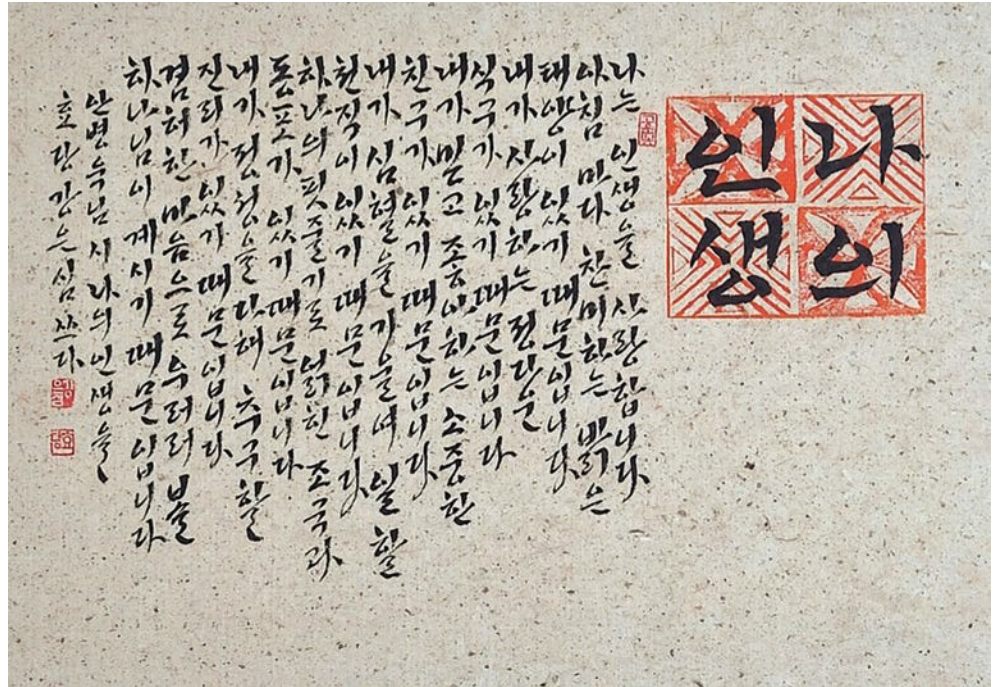 나의
인생
나는 인생을 사랑합니다
아침 마다 찬미하는 밝은
태양이 있기 때문입니다
내가 사랑하는 정다운
식구가 있기 때문입니다
내가 믿고 좋아하는 소중한
친구가 있기 때문입니다
내가 심혈을 기울여 일 할
천직이 있기 때문입니다
하나의 핏줄기로 얽힌 조국과
동포가 있기 때문입니다
내가 정성을 다해 추구할
진리가 있기 때문입니다
겸허한 마음으로 우러러 볼
하나님이 계시기 때문입니다
안병욱님 시 나의 인생을
강은심 쓰다